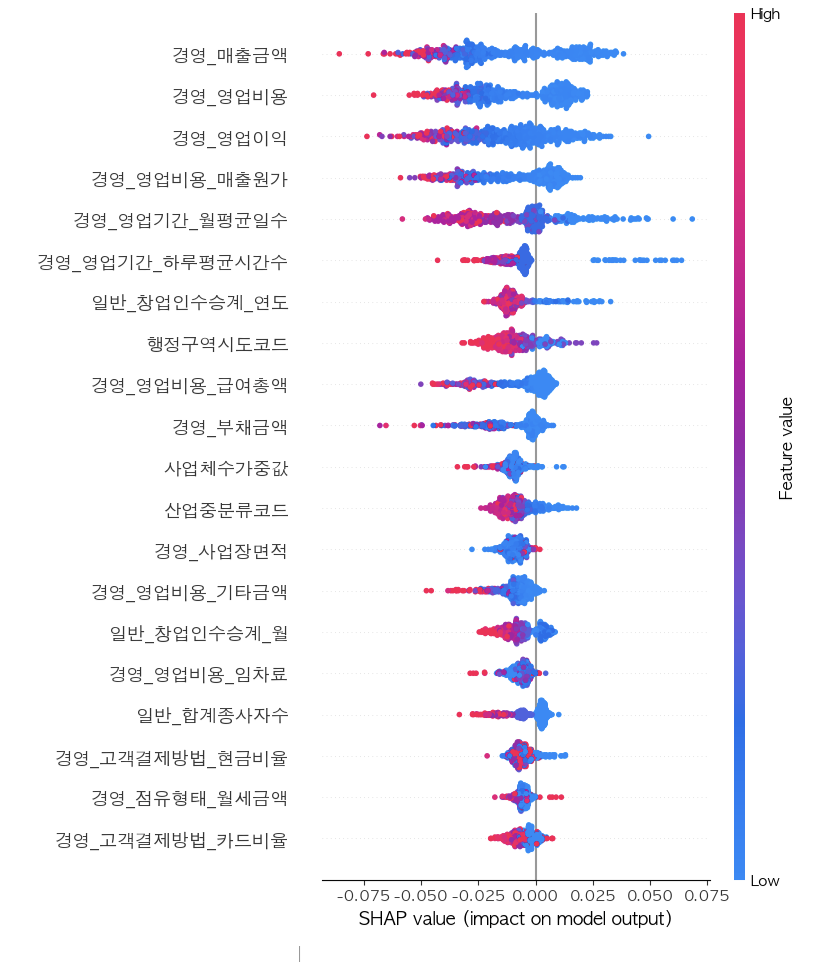 High
경영_매출금액
경영_영업비용
경영_영업이익
경영_영업비용_매출원가
경영_영업기간_월평균일수
경영_영업기간_하루평균시간수
일반_창업인수승계_연도
행정구역시도코드
경영_영업비용_급여총액
경영_부채금액
사업체수가중값
산업중분류코드
경영_사업장면적
경영_영업비용_기타금액
일반_창업인수승계_월
경영_영업비용_임차료
일반_합계종사자수
경영_고객결제방법_현금비율
경영_점유형태_월세금액
경영_고객결제방법_카드비율
Feature value
Low
-0.075 -0.050 -0.025 0.000 0.025 0.050 0.075
SHAP value (impact on model output)